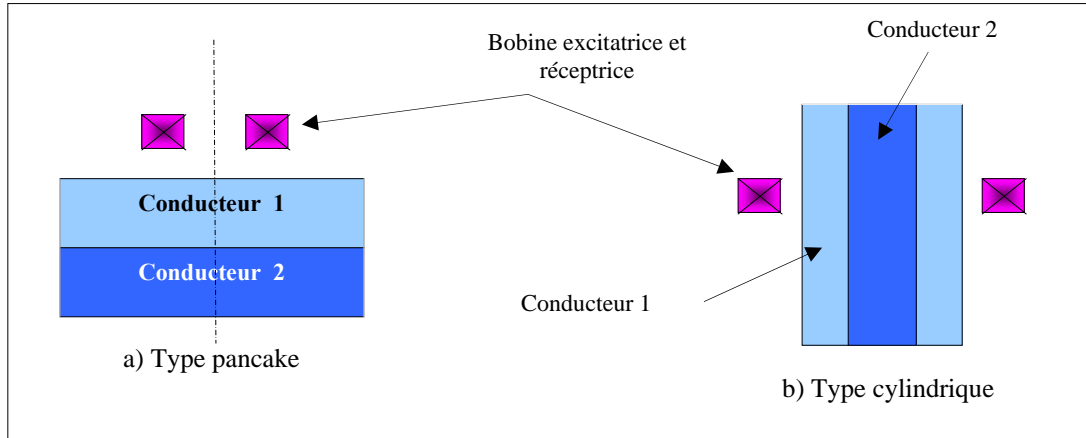 Bobine excitatrice et
réceptrice
Conducteur 1
Conducteur 2
a) Type pancake
Conducteur 2
Conducteur 1
b) Type cylindrique